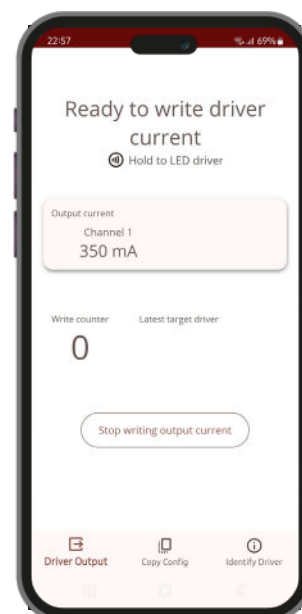 22:57 69%
Ready to write driver
current
Hold to LED driver
Output current
Channel 1
350 mA
Write counter Latest target driver
0
Stop writing output current
Driver Output Copy Config Identify Driver